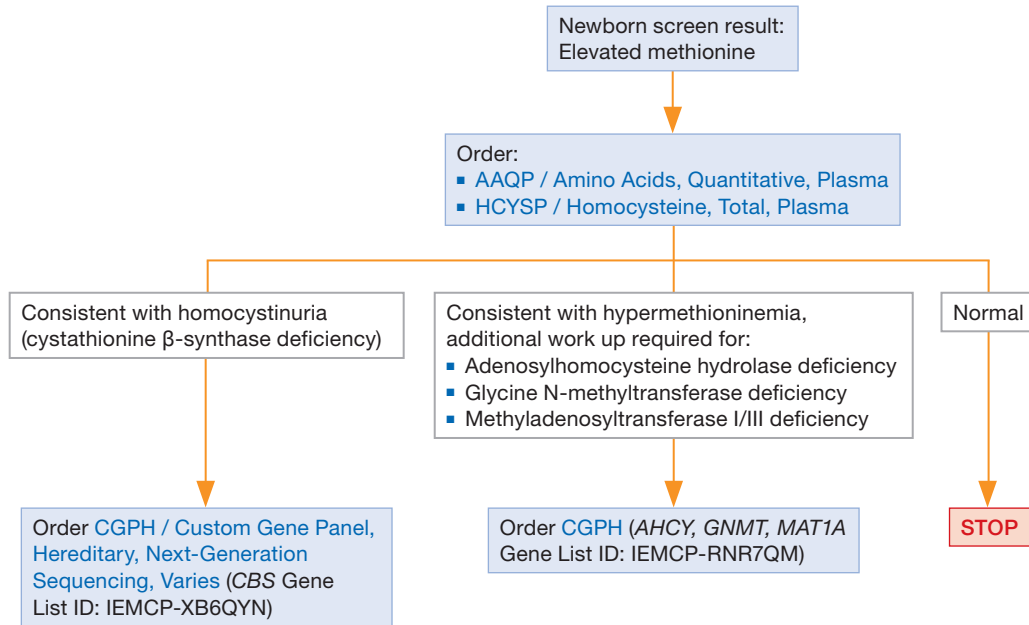 Newborn screen result:
Elevated methionine
Order:
▪ AAQP / Amino Acids, Quantitative, Plasma
▪ HCYSP / Homocysteine, Total, Plasma
Consistent with homocystinuria
(cystathionine β-synthase deficiency)
Consistent with hypermethioninemia,
additional work up required for:
▪ Adenosylhomocysteine hydrolase deficiency
▪ Glycine N-methyltransferase deficiency
▪ Methyladenosyltransferase I/III deficiency
Normal
Order CGPH / Custom Gene Panel,
Hereditary, Next-Generation
Sequencing, Varies (CBS Gene
List ID: IEMCP-XB6QYN)
Order CGPH (AHCY, GNMT, MAT1A
Gene List ID: IEMCP-RNR7QM)
STOP